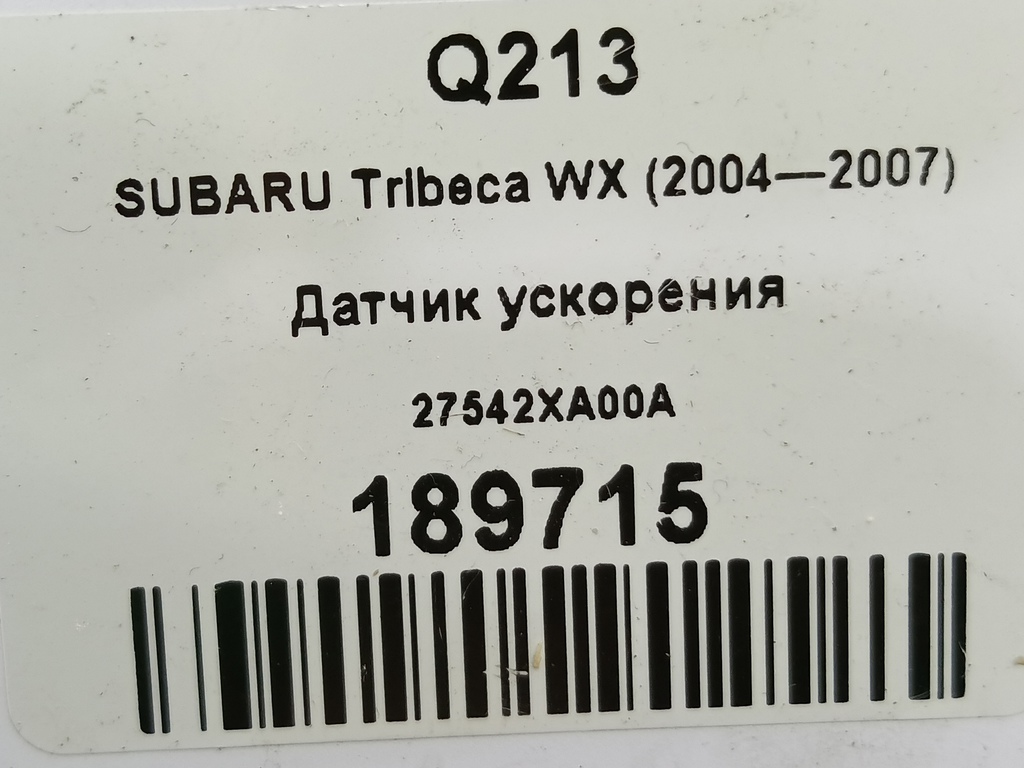 Q213
SUBARU Tribeca WX (2004—2007)
Датчик ускорения
27542XA00A
189715